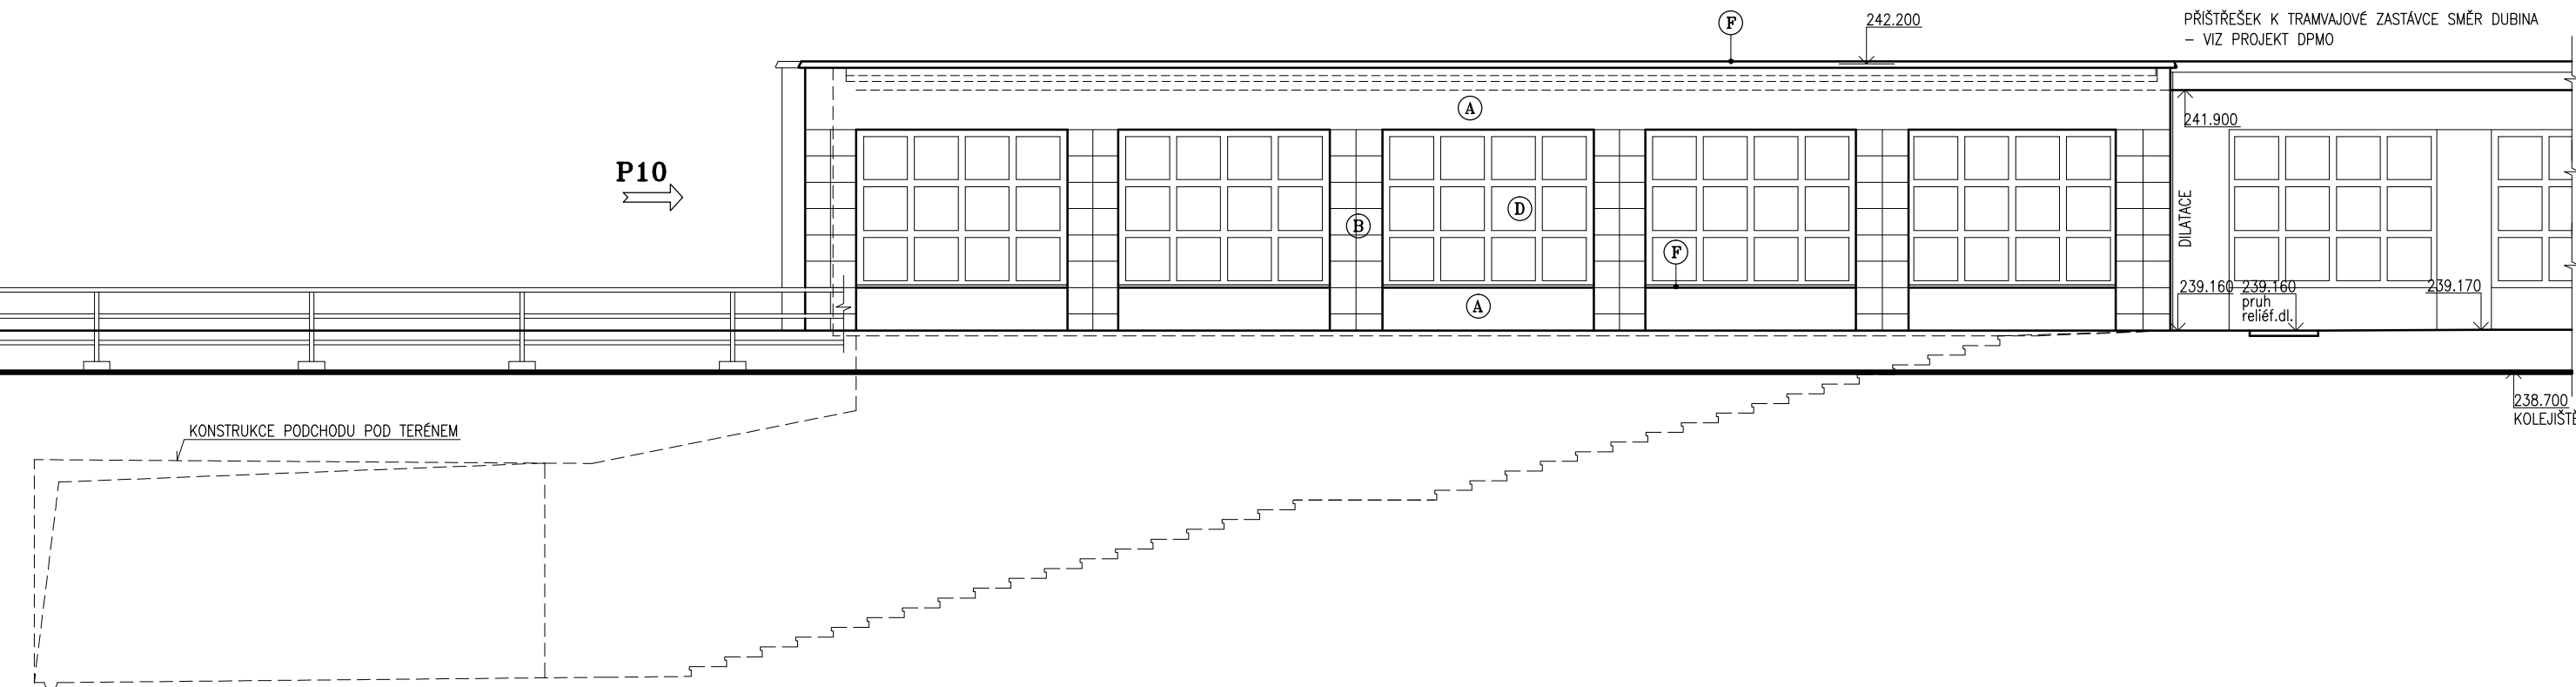 F
242.200
PŘÍSTŘEŠEK K TRAMVAJOVÉ ZASTÁVCE SMĚR DUBINA
– VIZ PROJEKT DPMO
A
241.900
P10
D
B
DILATACE
F
239.160
239.160
pruh
reliéf.dl.
239.170
A
238.700
KOLEJIŠTĚ
KONSTRUKCE PODCHODU POD TERÉNEM